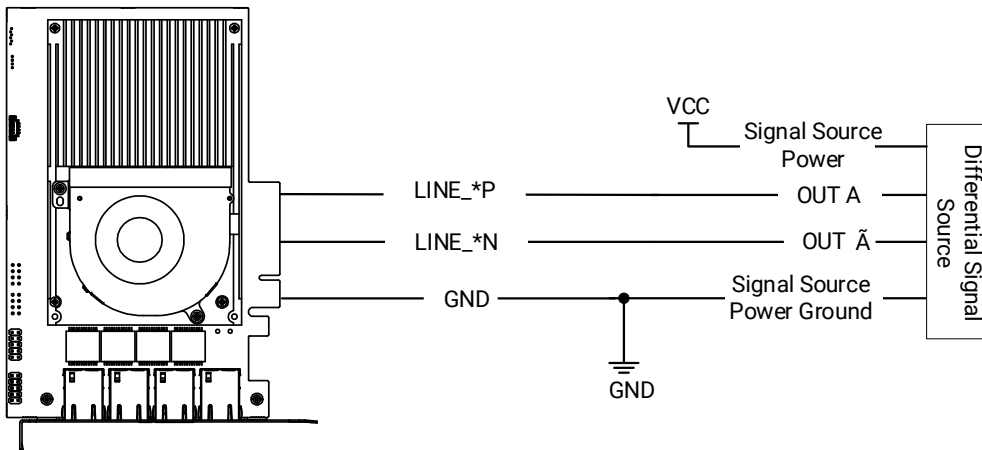 VCC
Signal Source
Power
LINE_*P
OUT A
LINE_*N
OUT Ã
GND
Signal Source
Power Ground
GND
Differential Signal
Source